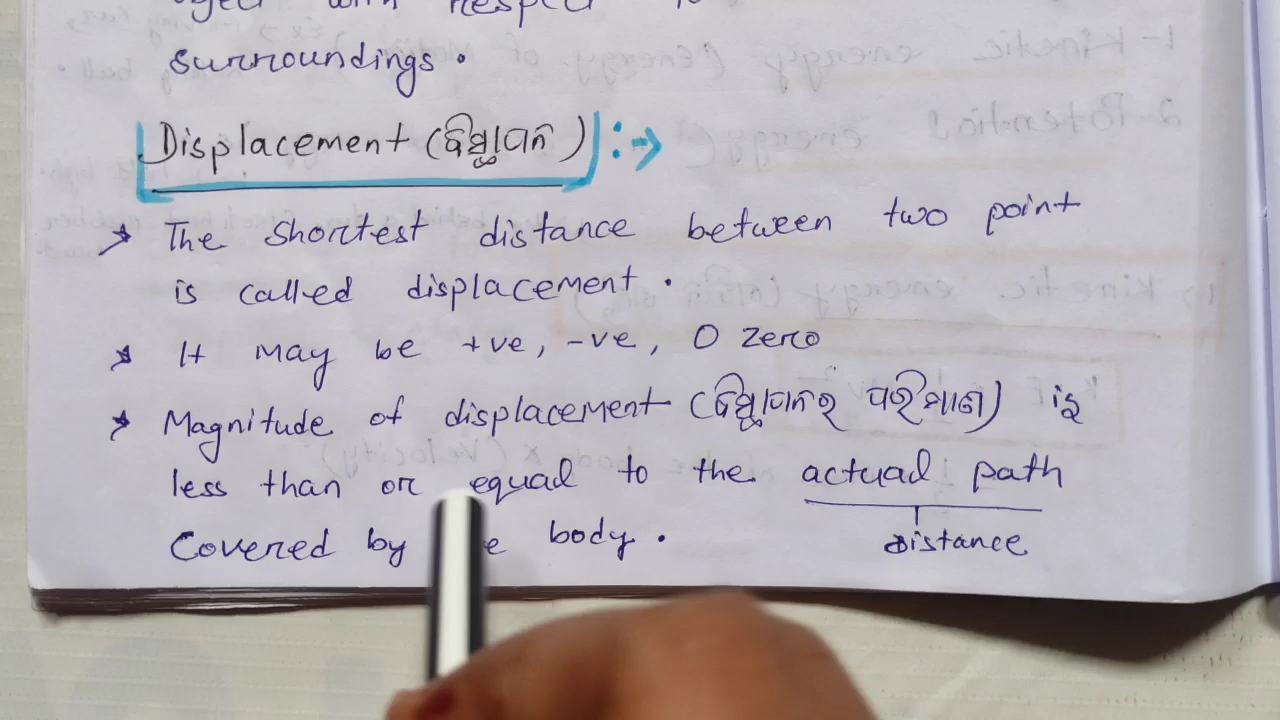 surroundings.
Displacement (ବିସ୍ଥାପନ) :→
The shortest distance between two point
is called displacement.
It may be +ve, -ve, 0 zero
Magnitude of displacement (ବିସ୍ଥାପନର ପରିମାଣ) is
less than or equal to the actual path
covered by body.
distance